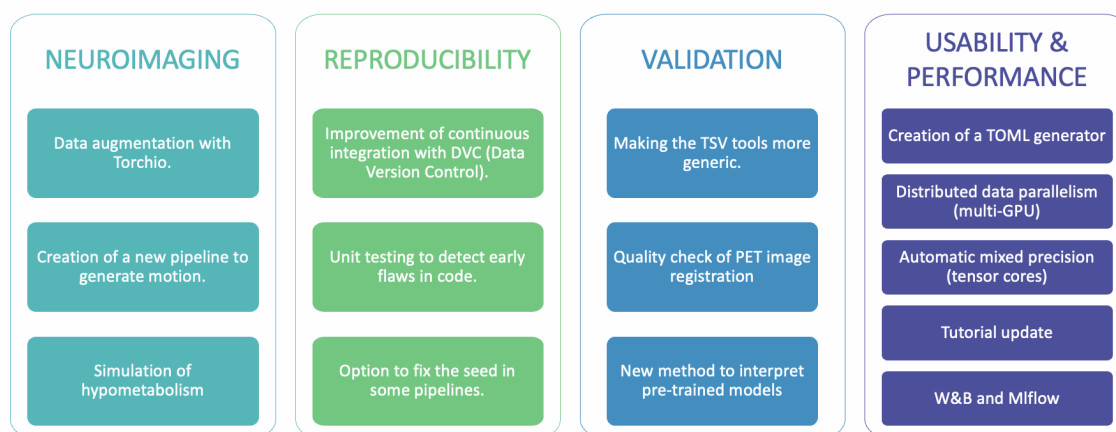 NEUROIMAGING
Data augmentation with
Torchio.
Creation of a new pipeline to
generate motion.
Simulation of
hypometabolism
REPRODUCIBILITY
Improvement of continuous
integration with DVC (Data
Version Control).
Unit testing to detect early
flaws in code.
Option to fix the seed in
some pipelines.
VALIDATION
Making the TSV tools more
generic.
Quality check of PET image
registration
New method to interpret
pre-trained models
USABILITY &
PERFORMANCE
Creation of a TOML generator
Distributed data parallelism
(multi-GPU)
Automatic mixed precision
(tensor cores)
Tutorial update
W&B and Mlflow